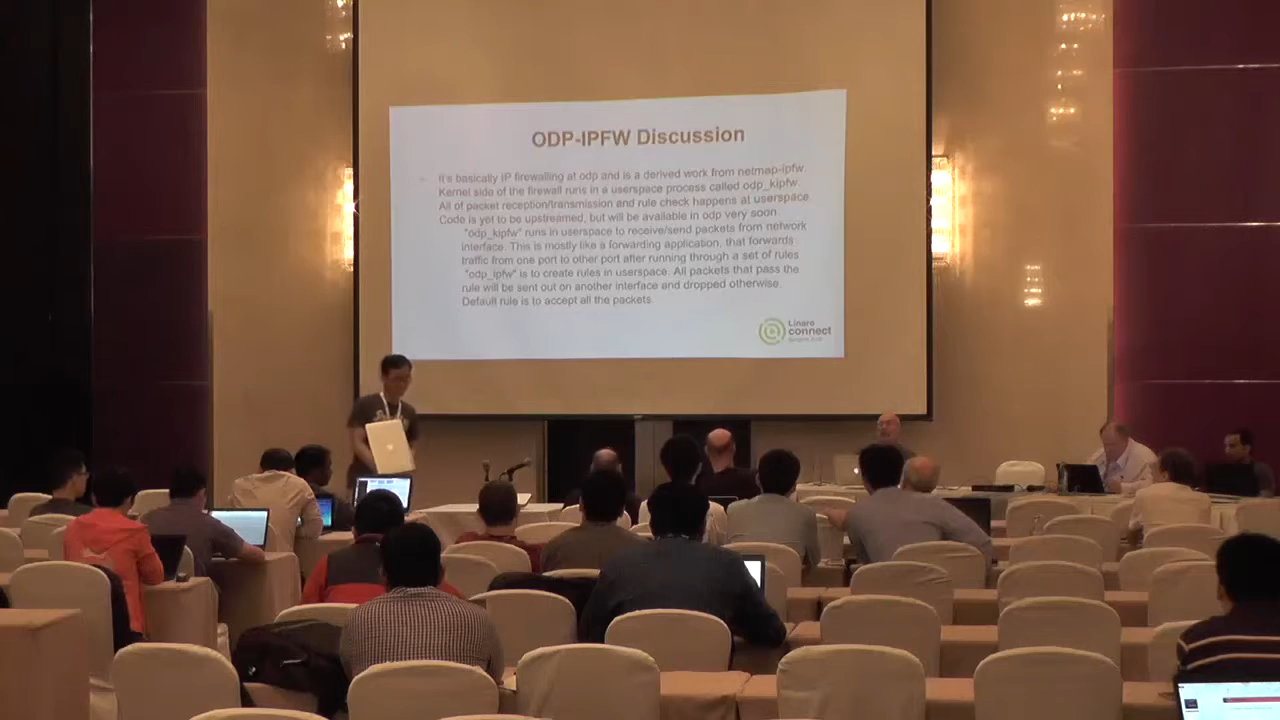 ODP-IPFW Discussion
It's basically IP firewalling at odp and is a derived work from netmap-ipfw.
Kernel side of the firewall runs in a userspace process called odp_kipfw.
All of packet reception/transmission and rule check happens at userspace.
Code is yet to be upstreamed, but will be available in odp very soon.
"odp_kipfw" runs in userspace to receive/send packets from network
interface. This is mostly like a forwarding application, that forwards
traffic from one port to other port after running through a set of rules
"odp_ipfw" is to create rules in userspace. All packets that pass the
rule will be sent out on another interface and dropped otherwise.
Default rule is to accept all the packets.
Linaro
connect